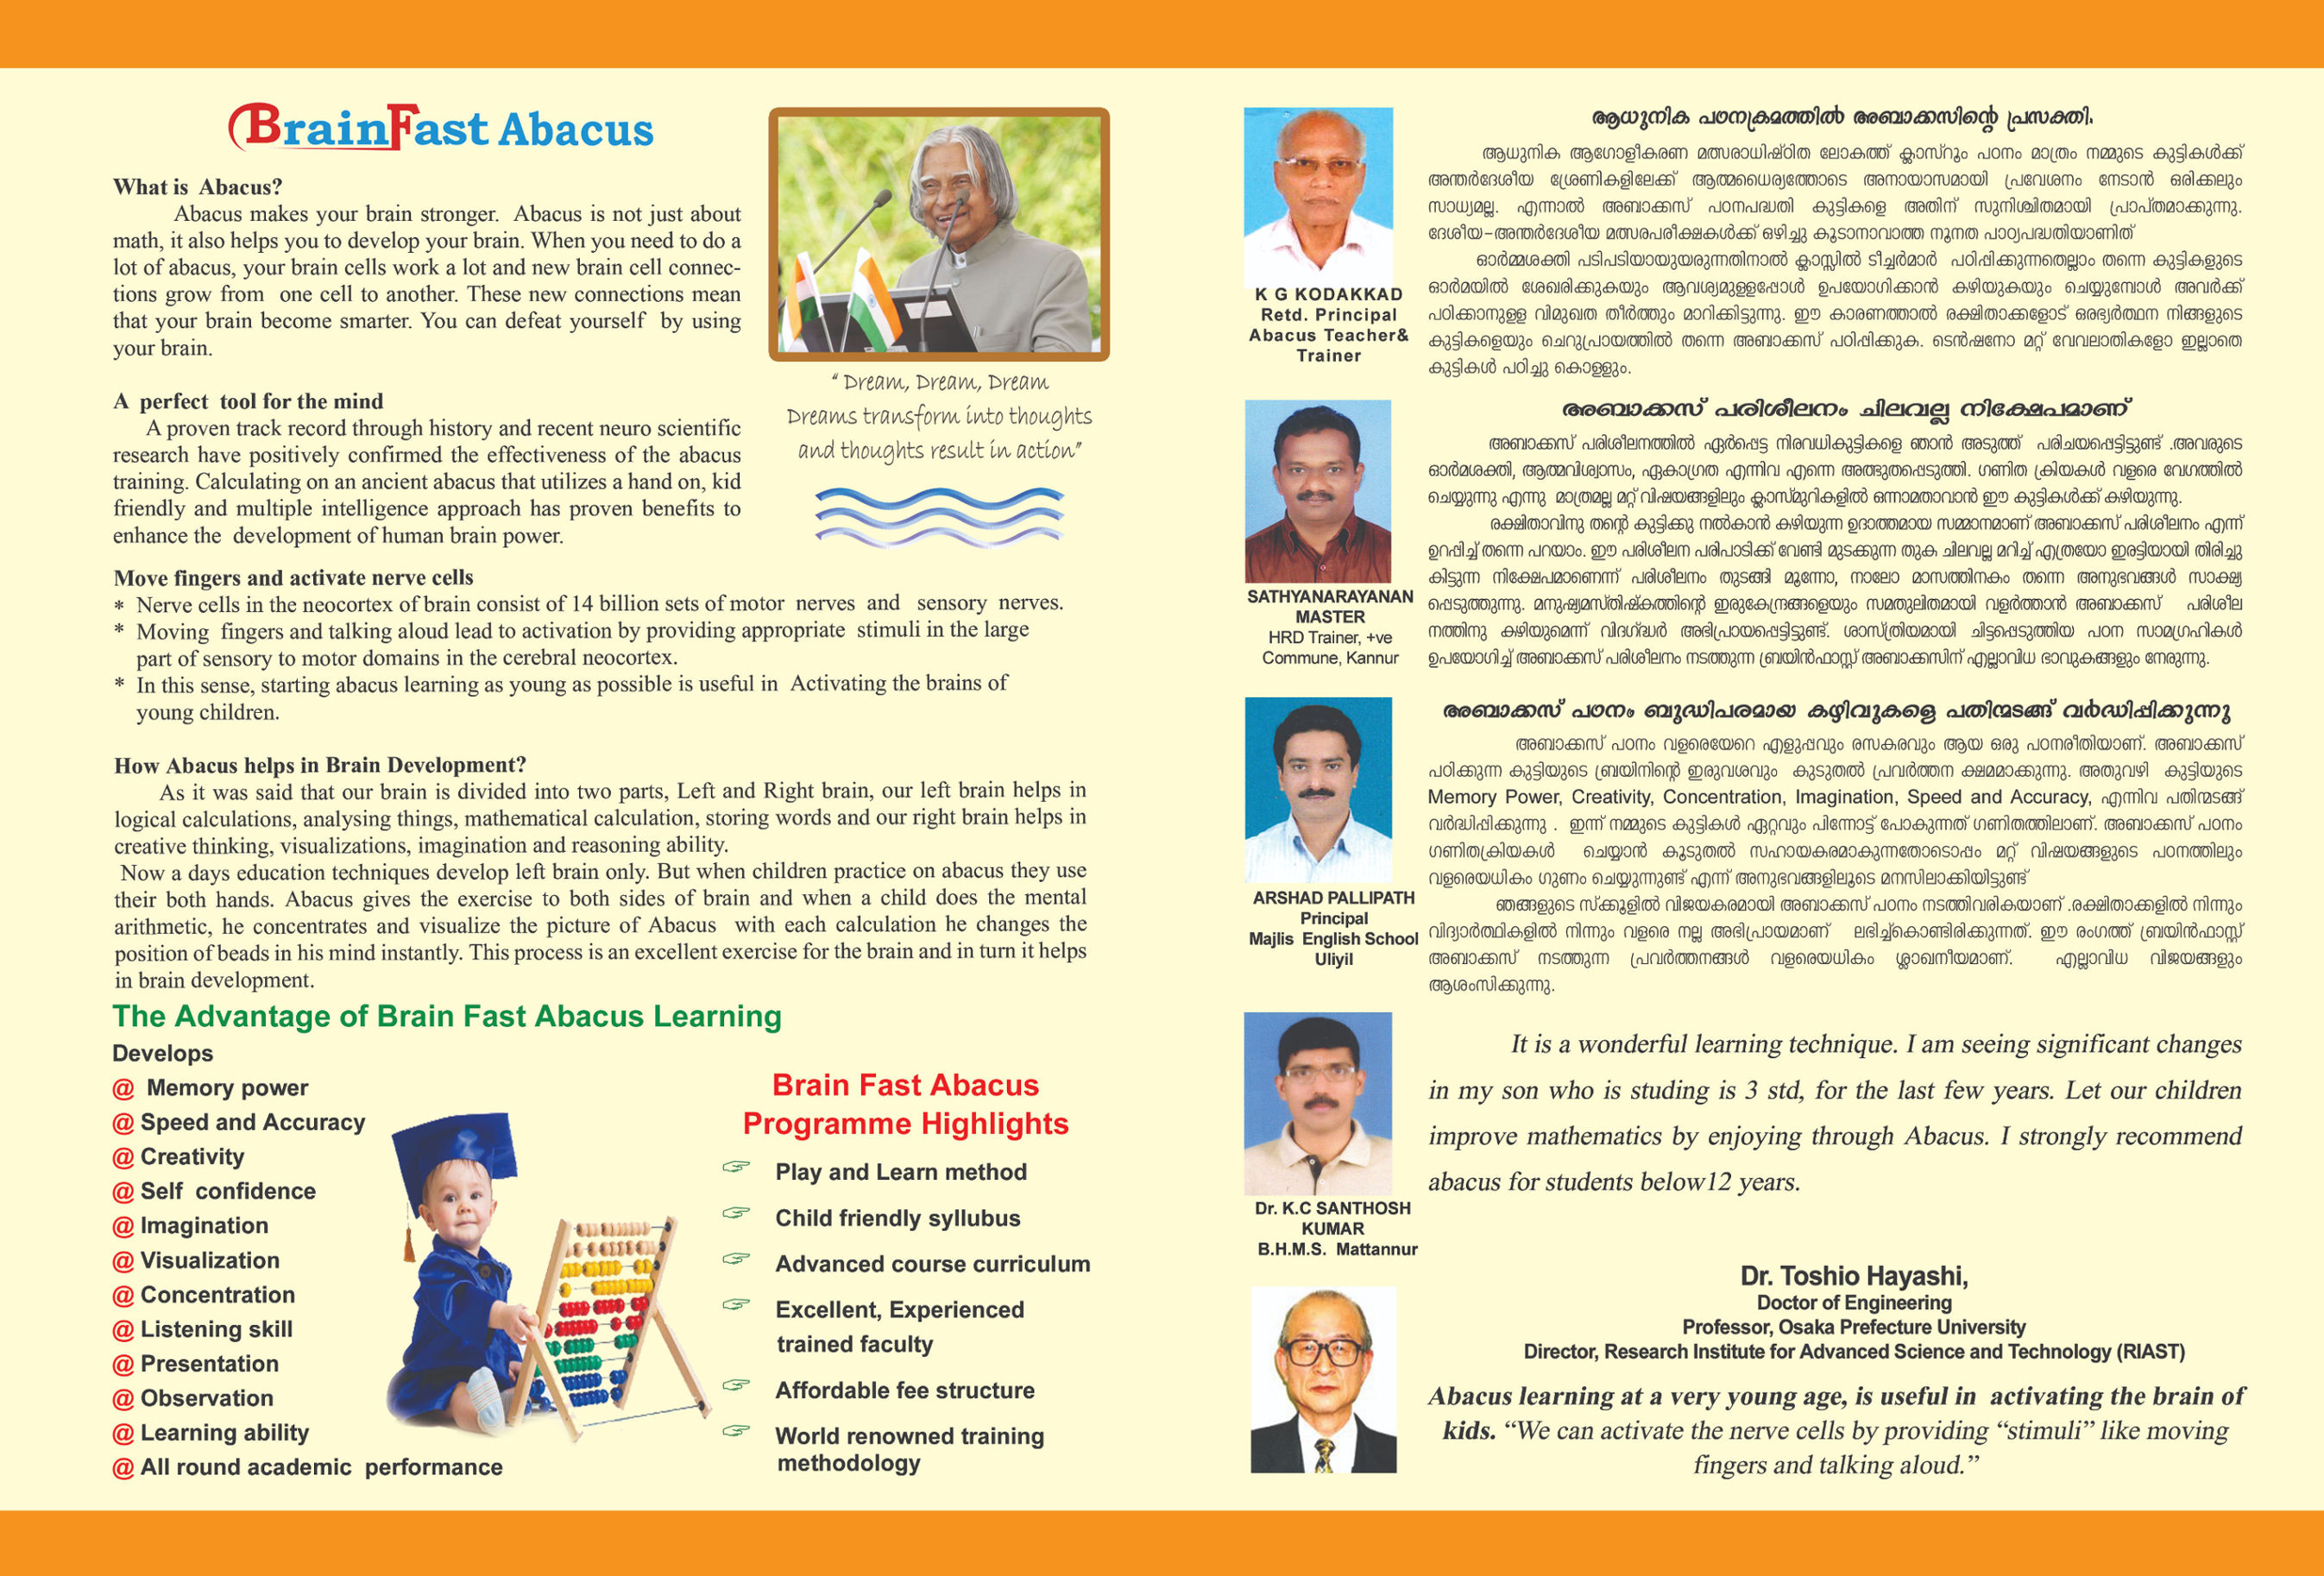 BrainFast Abacus
What is Abacus?
Abacus makes your brain stronger. Abacus is not just about
math, it also helps you to develop your brain. When you need to do a
lot of abacus, your brain cells work a lot and new brain cell connec-
tions grow from one cell to another. These new connections mean
that your brain become smarter. You can defeat yourself by using
your brain.
A perfect tool for the mind
A proven track record through history and recent neuro scientific
research have positively confirmed the effectiveness of the abacus
training. Calculating on an ancient abacus that utilizes a hand on, kid
friendly and multiple intelligence approach has proven benefits to
enhance the development of human brain power.
“ Dream, Dream, Dream
Dreams transform into thoughts
and thoughts result in action”
Move fingers and activate nerve cells
* Nerve cells in the neocortex of brain consist of 14 billion sets of motor nerves and sensory nerves.
* Moving fingers and talking aloud lead to activation by providing appropriate stimuli in the large
part of sensory to motor domains in the cerebral neocortex.
* In this sense, starting abacus learning as young as possible is useful in Activating the brains of
young children.
How Abacus helps in Brain Development?
As it was said that our brain is divided into two parts, Left and Right brain, our left brain helps in
logical calculations, analysing things, mathematical calculation, storing words and our right brain helps in
creative thinking, visualizations, imagination and reasoning ability.
Now a days education techniques develop left brain only. But when children practice on abacus they use
their both hands. Abacus gives the exercise to both sides of brain and when a child does the mental
arithmetic, he concentrates and visualize the picture of Abacus with each calculation he changes the
position of beads in his mind instantly. This process is an excellent exercise for the brain and in turn it helps
in brain development.
The Advantage of Brain Fast Abacus Learning
Develops
@ Memory power
@ Speed and Accuracy
@ Creativity
@ Self confidence
@ Imagination
@ Visualization
@ Concentration
@ Listening skill
@ Presentation
@ Observation
@ Learning ability
@ All round academic performance
Brain Fast Abacus
Programme Highlights
Play and Learn method
Child friendly syllubus
Advanced course curriculum
Excellent, Experienced
trained faculty
Affordable fee structure
World renowned training
methodology
K G KODAKKAD
Retd. Principal
Abacus Teacher&
Trainer
ആധുനിക പഠനക്രമത്തിൽ അബാക്കസിന്റെ പ്രസക്തി.
ആധുനിക ആഗോളീകരണ മത്സരാധിഷ്ഠിത ലോകത്ത് ക്ലാസ്റൂം പഠനം മാത്രം നമ്മുടെ കുട്ടികൾക്ക്
അന്തർദേശീയ ശ്രേണികളിലേക്ക് ആത്മധൈര്യത്തോടെ അനായാസമായി പ്രവേശനം നേടാൻ ഒരിക്കലും
സാധ്യമല്ല. എന്നാൽ അബാക്കസ് പഠനപദ്ധതി കുട്ടികളെ അതിന് സുനിശ്ചിതമായി പ്രാപ്തമാക്കുന്നു.
ദേശീയ-അന്തർദേശീയ മത്സരപരീക്ഷകൾക്ക് ഒഴിച്ചു കൂടാനാവാത്ത നൂതന പാഠ്യപദ്ധതിയാണിത്
ഓർമ്മശക്തി പടിപടിയായുയരുന്നതിനാൽ ക്ലാസ്സിൽ ടീച്ചർമാർ പഠിപ്പിക്കുന്നതെല്ലാം തന്നെ കുട്ടികളുടെ
ഓർമയിൽ ശേഖരിക്കുകയും ആവശ്യമുള്ളപ്പോൾ ഉപയോഗിക്കാൻ കഴിയുകയും ചെയ്യുമ്പോൾ അവർക്ക്
പഠിക്കാനുള്ള വിമുഖത തീർത്തും മാറിക്കിട്ടുന്നു. ഈ കാരണത്താൽ രക്ഷിതാക്കളോട് ഒരഭ്യർത്ഥന നിങ്ങളുടെ
കുട്ടികളെയും ചെറുപ്രായത്തിൽ തന്നെ അബാക്കസ് പഠിപ്പിക്കുക. ടെൻഷനോ മറ്റ് വേവലാതികളോ ഇല്ലാതെ
കുട്ടികൾ പഠിച്ചു കൊള്ളും.
SATHYANARAYANAN
MASTER
HRD Trainer, +ve
Commune, Kannur
അബാക്കസ് പരിശീലനം ചിലവല്ല നിക്ഷേപമാണ്
അബാക്കസ് പരിശീലനത്തിൽ ഏർപ്പെട്ട നിരവധികുട്ടികളെ ഞാൻ അടുത്ത് പരിചയപ്പെട്ടിട്ടുണ്ട് .അവരുടെ
ഓർമശക്തി, ആത്മവിശ്വാസം, ഏകാഗ്രത എന്നിവ എന്നെ അത്ഭുതപ്പെടുത്തി. ഗണിത ക്രിയകൾ വളരെ വേഗത്തിൽ
ചെയ്യുന്നു എന്നു മാത്രമല്ല മറ്റ് വിഷയങ്ങളിലും ക്ലാസ്മുറികളിൽ ഒന്നാമതാവാൻ ഈ കുട്ടികൾക്ക് കഴിയുന്നു.
രക്ഷിതാവിനു തന്റെ കുട്ടിക്കു നൽകാൻ കഴിയുന്ന ഉദാത്തമായ സമ്മാനമാണ് അബാക്കസ് പരിശീലനം എന്ന്
ഉറപ്പിച്ച് തന്നെ പറയാം. ഈ പരിശീലന പരിപാടിക്ക് വേണ്ടി മുടക്കുന്ന തുക ചിലവല്ല മറിച്ച് എത്രയോ ഇരട്ടിയായി തിരിച്ചു
കിട്ടുന്ന നിക്ഷേപമാണെന്ന് പരിശീലനം തുടങ്ങി മൂന്നോ, നാലോ മാസത്തിനകം തന്നെ അനുഭവങ്ങൾ സാക്ഷ്യ
പ്പെടുത്തുന്നു. മനുഷ്യമസ്തിഷ്കത്തിന്റെ ഇരുകേന്ദ്രങ്ങളെയും സമതുലിതമായി വളർത്താൻ അബാക്കസ് പരിശീല
നത്തിനു കഴിയുമെന്ന് വിദഗ്ദ്ധർ അഭിപ്രായപ്പെട്ടിട്ടുണ്ട്. ശാസ്ത്രിയമായി ചിട്ടപ്പെടുത്തിയ പഠന സാമഗ്രഹികൾ
ഉപയോഗിച്ച് അബാക്കസ് പരിശീലനം നടത്തുന്ന ബ്രയിൻഫാസ്റ്റ് അബാക്കസിന് എല്ലാവിധ ഭാവുകങ്ങളും നേരുന്നു.
ARSHAD PALLIPATH
Principal
Majlis English School
Uliyil
അബാക്കസ് പഠനം ബുദ്ധിപരമായ കഴിവുകളെ പതിന്മടങ്ങ് വർദ്ധിപ്പിക്കുന്നു
അബാക്കസ് പഠനം വളരെയേറെ എളുപ്പവും രസകരവും ആയ ഒരു പഠനരീതിയാണ്. അബാക്കസ്
പഠിക്കുന്ന കുട്ടിയുടെ ബ്രയിനിന്റെ ഇരുവശവും കുടുതൽ പ്രവർത്തന ക്ഷമമാക്കുന്നു. അതുവഴി കുട്ടിയുടെ
Memory Power, Creativity, Concentration, Imagination, Speed and Accuracy, എന്നിവ പതിന്മടങ്ങ്
വർദ്ധിപ്പിക്കുന്നു . ഇന്ന് നമ്മുടെ കുട്ടികൾ ഏറ്റവും പിന്നോട്ട് പോകുന്നത് ഗണിതത്തിലാണ്. അബാക്കസ് പഠനം
ഗണിതക്രിയകൾ ചെയ്യാൻ കൂടുതൽ സഹായകരമാകുന്നതോടൊപ്പം മറ്റ് വിഷയങ്ങളുടെ പഠനത്തിലും
വളരെയധികം ഗുണം ചെയ്യുന്നുണ്ട് എന്ന് അനുഭവങ്ങളിലൂടെ മനസിലാക്കിയിട്ടുണ്ട്
ഞങ്ങളുടെ സ്ക്കൂളിൽ വിജയകരമായി അബാക്കസ് പഠനം നടത്തിവരികയാണ് .രക്ഷിതാക്കളിൽ നിന്നും
വിദ്യാർത്ഥികളിൽ നിന്നും വളരെ നല്ല അഭിപ്രായമാണ് ലഭിച്ച്കൊണ്ടിരിക്കുന്നത്. ഈ രംഗത്ത് ബ്രയിൻഫാസ്റ്റ്
അബാക്കസ് നടത്തുന്ന പ്രവർത്തനങ്ങൾ വളരെയധികം ശ്ലാഖനീയമാണ്. എല്ലാവിധ വിജയങ്ങളും
ആശംസിക്കുന്നു.
Dr. K.C SANTHOSH
KUMAR
B.H.M.S. Mattannur
It is a wonderful learning technique. I am seeing significant changes
in my son who is studing is 3 std, for the last few years. Let our children
improve mathematics by enjoying through Abacus. I strongly recommend
abacus for students below12 years.
Dr. Toshio Hayashi,
Doctor of Engineering
Professor, Osaka Prefecture University
Director, Research Institute for Advanced Science and Technology (RIAST)
Abacus learning at a very young age, is useful in activating the brain of
kids. “We can activate the nerve cells by providing “stimuli” like moving
fingers and talking aloud.”